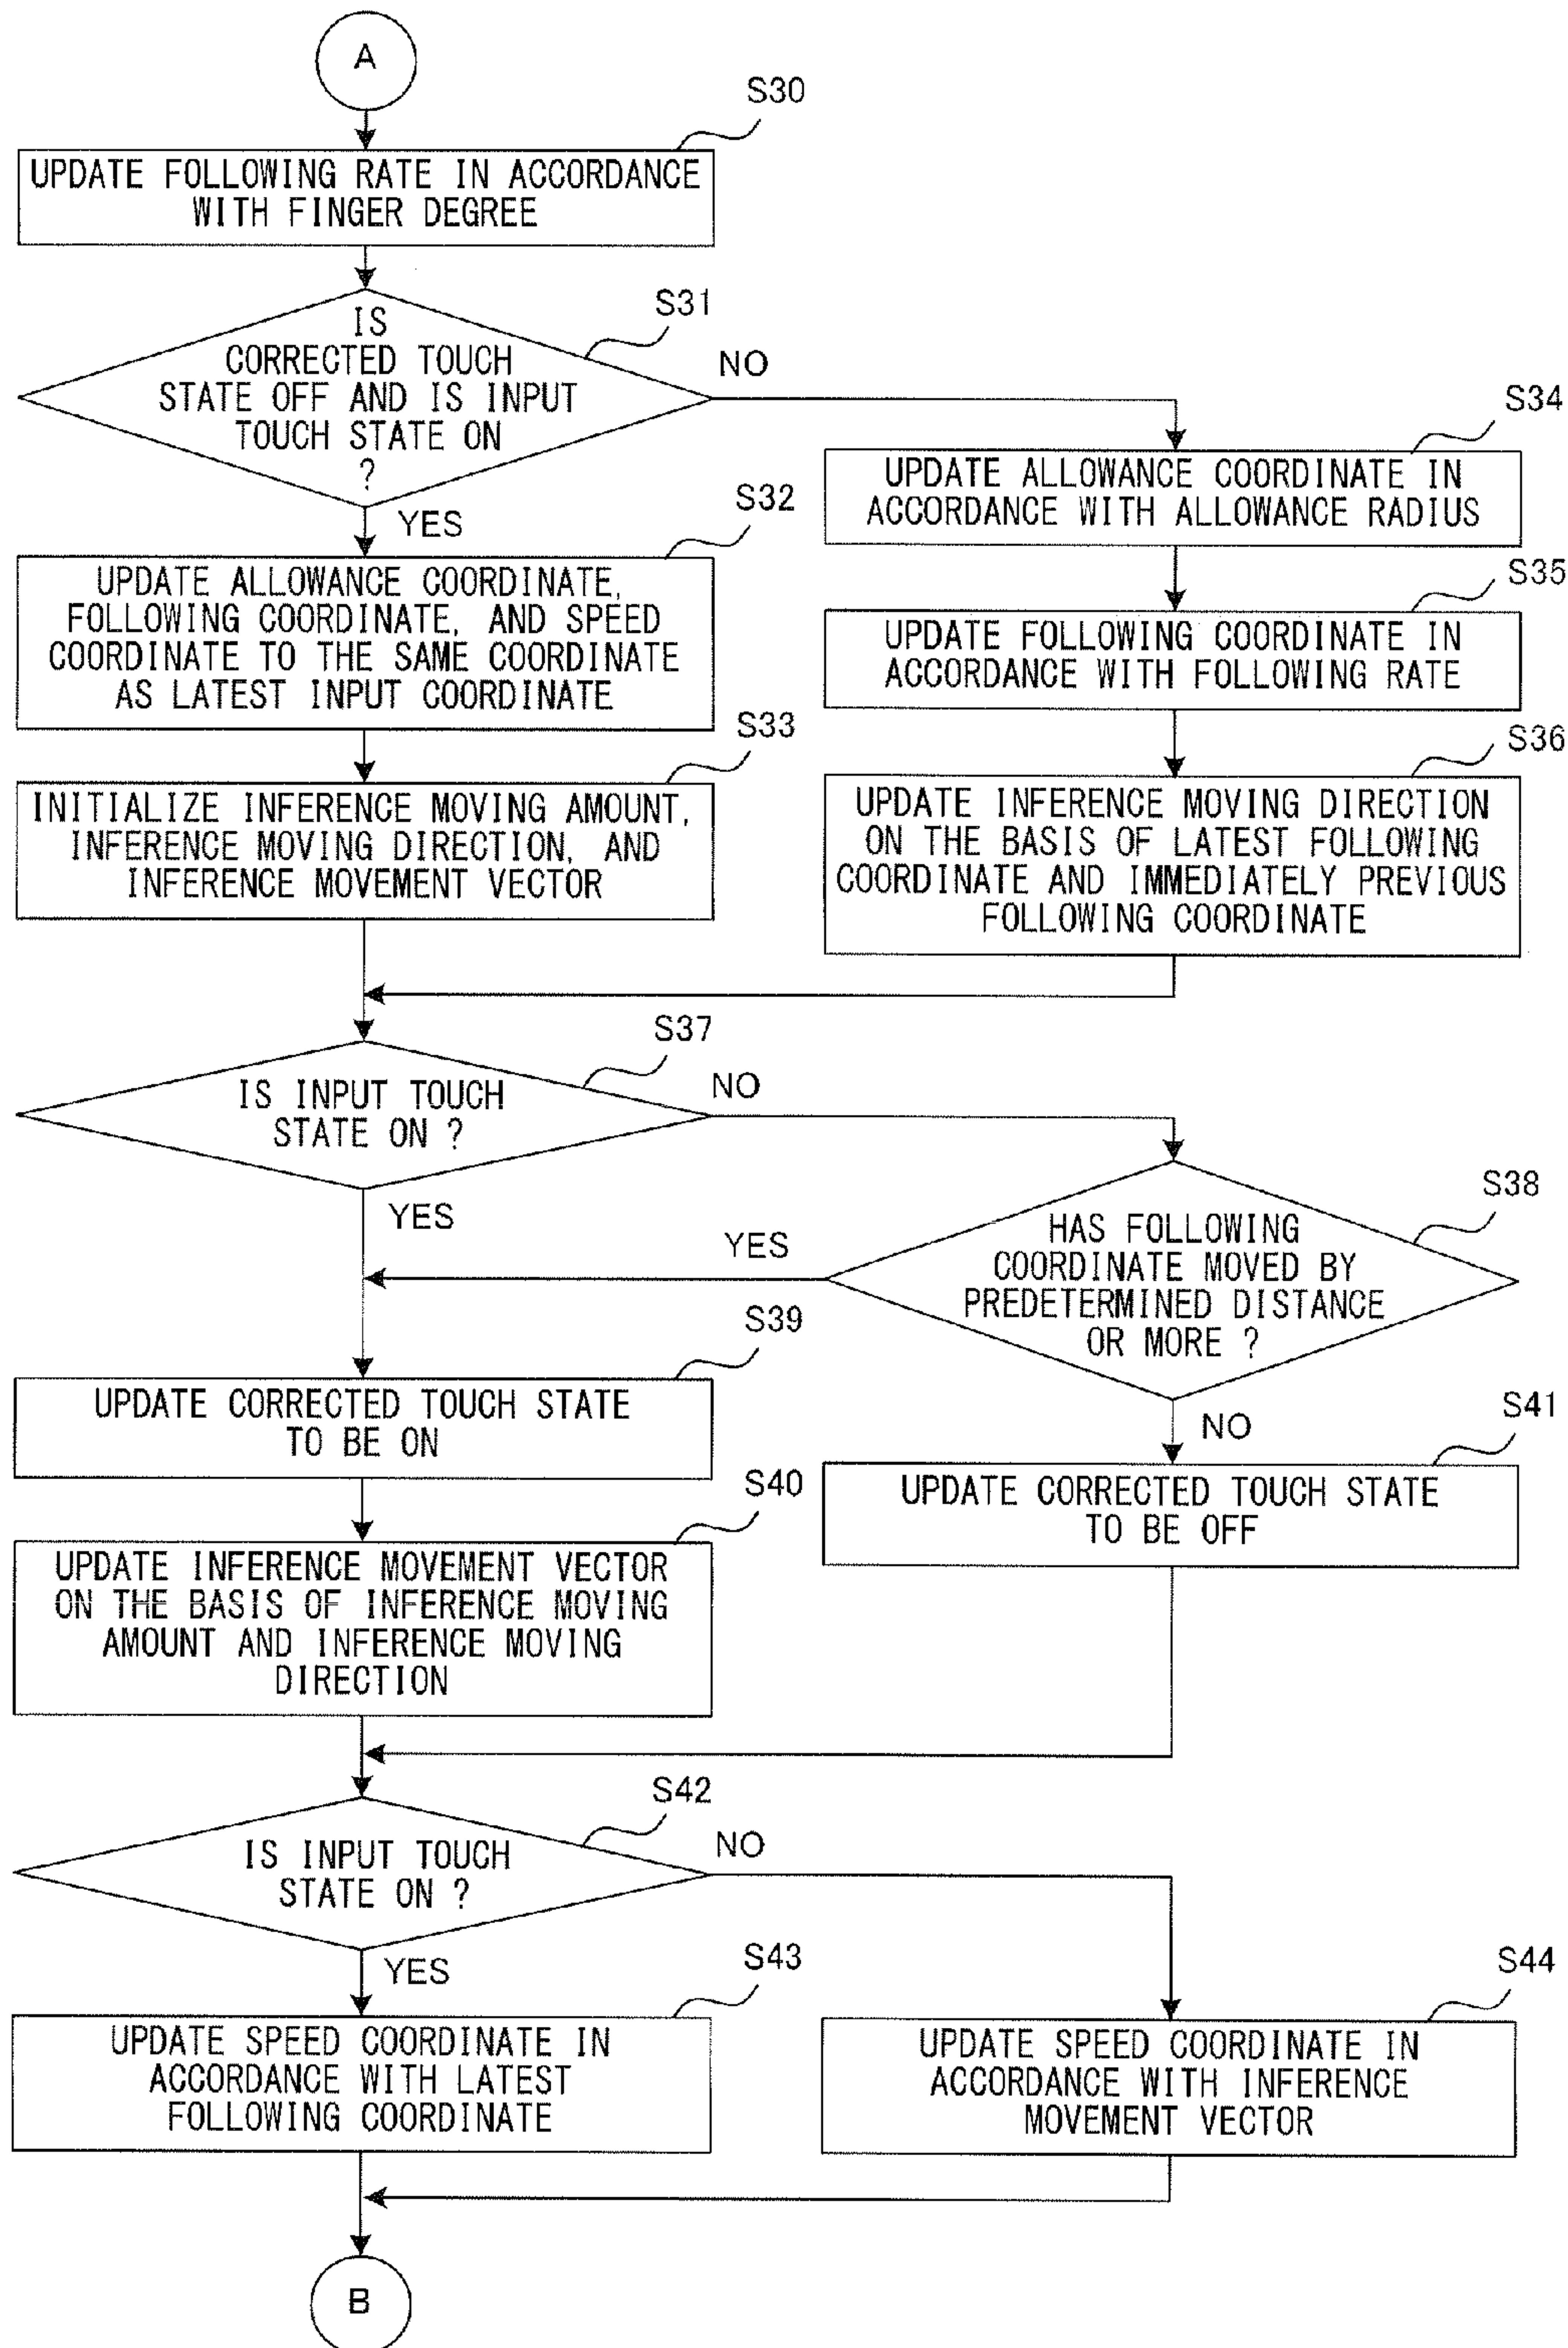 A
S30
UPDATE FOLLOWING RATE IN ACCORDANCE
WITH FINGER DEGREE
S31
IS
CORRECTED TOUCH
STATE OFF AND IS INPUT
TOUCH STATE ON
?
NO
YES
S32
UPDATE ALLOWANCE COORDINATE,
FOLLOWING COORDINATE, AND SPEED
COORDINATE TO THE SAME COORDINATE
AS LATEST INPUT COORDINATE
S33
INITIALIZE INFERENCE MOVING AMOUNT,
INFERENCE MOVING DIRECTION, AND
INFERENCE MOVEMENT VECTOR
S34
UPDATE ALLOWANCE COORDINATE IN
ACCORDANCE WITH ALLOWANCE RADIUS
S35
UPDATE FOLLOWING COORDINATE IN
ACCORDANCE WITH FOLLOWING RATE
S36
UPDATE INFERENCE MOVING DIRECTION
ON THE BASIS OF LATEST FOLLOWING
COORDINATE AND IMMEDIATELY PREVIOUS
FOLLOWING COORDINATE
S37
IS INPUT TOUCH
STATE ON ?
NO
YES
S38
HAS FOLLOWING
COORDINATE MOVED BY
PREDETERMINED DISTANCE
OR MORE ?
YES
NO
S39
UPDATE CORRECTED TOUCH STATE
TO BE ON
S40
UPDATE INFERENCE MOVEMENT VECTOR
ON THE BASIS OF INFERENCE MOVING
AMOUNT AND INFERENCE MOVING
DIRECTION
S41
UPDATE CORRECTED TOUCH STATE
TO BE OFF
S42
IS INPUT TOUCH
STATE ON ?
NO
YES
S43
UPDATE SPEED COORDINATE IN
ACCORDANCE WITH LATEST
FOLLOWING COORDINATE
S44
UPDATE SPEED COORDINATE IN
ACCORDANCE WITH INFERENCE
MOVEMENT VECTOR
B